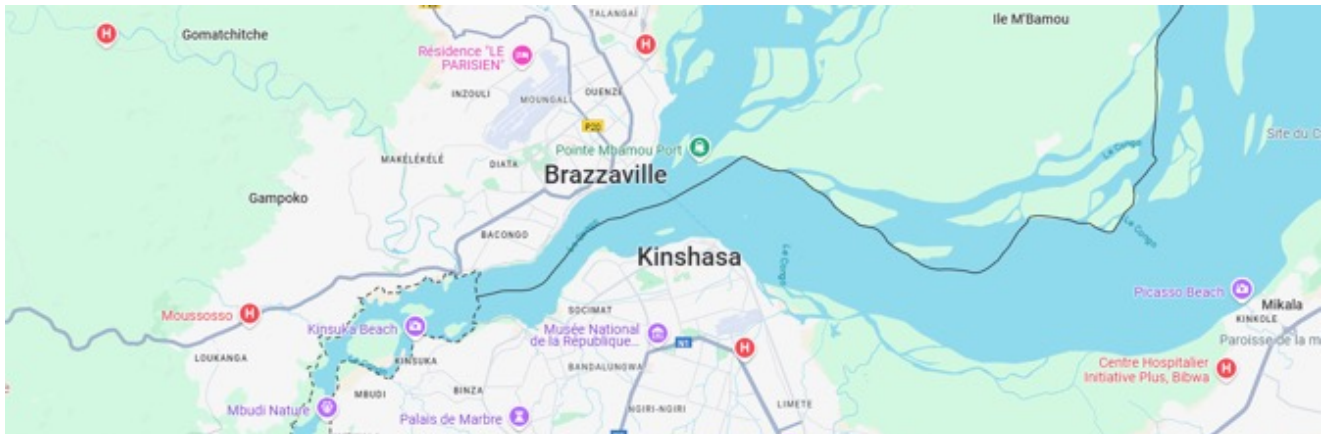 TALANGAÏ
Ile M'Bamou
Gomatchitche
H
H
Résidence "LE
PARISIEN"
INZOULI
OUENZÉ
MOUNGALI
P20
Site du C
Pointe Mbamou Port
Le Congo
MAKÉLÉKÉLÉ
DIATA
Brazzaville
Gampoko
BACONGO
Le Congo
Le Congo
Kinshasa
Le Congo
Picasso Beach
Mikala
KINKOLE
Moussosso
H
SOCIMAT
Kinsuka Beach
Musée National
de la République...
N1
H
Paroisse de la m
LOUKANGA
KINSUKA
BANDALUNGWA
Centre Hospitalier
Initiative Plus, Bibwa
H
MBUDI
BINZA
Mbudi Nature
Palais de Marbre
NGIRI-NGIRI
LIMETE